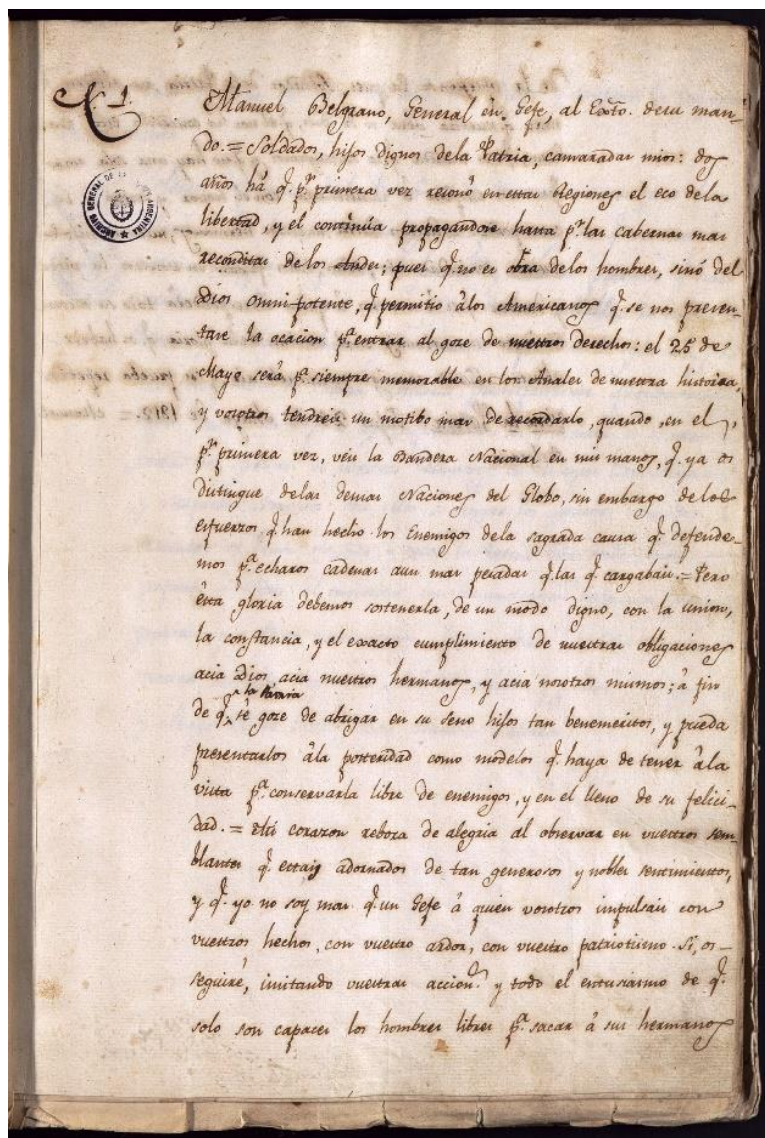 N. 1.
Manuel Belgrano, General en Gefe, al Exto. desu man-
do.= Soldados, hijos dignos dela Patria, camaradas mios: dos
años há q.e p.r primera vez resonó en estas Regiones el eco dela
libertad, y él continúa propagandose hasta p.r las cabernas mas
reconditas de los Andes; pues q.e no es obra delos hombres, sinó del
Dios omnipotente, q.e permitio álos Americanos q.e se nos presen-
tase la ocacion p.a entrar al goze de nuestros derechos: el 25 de
Mayo será p.a siempre memorable en los Anales de nuestra historia,
y vosotros tendreis un motibo mas de recordarlo, quando, en el,
p.r primera vez, veis la Bandera Nacional en mis manos, q.e ya os
distingue delas demas Naciones del Globo, sin embargo de los
esfuerzos q.e han hecho los Enemigos dela sagrada causa q.e defende-
mos p.a echaros cadenas aun mas pesadas q.e las q.e cargabais.= Pero
ésta gloria debemos sostenerla, de un modo digno, con la union,
la constancia, y el exacto cumplimiento de nuestras obligaciones
acia Dios, acia nuestros hermanos, y acia nosotros mismos; á fin
de q.e la Patria se goze de abrigar en su seno hijos tan benemeritos, y pueda
presentarlos ála posteridad como modelos q.e haya de tener ála
vista p.a conservarla libre de enemigos, y en el lleno de su felici-
dad.= Mi corazon rebosa de alegria al observar en vuestros sem-
blantes q.e estais adornados de tan generosos y nobles sentimientos,
y q.e yo no soy mas q.e un Gefe á quien vosotros impulsais con
vuestros hechos, con vuestro ardor, con vuestro patriotismo. Si, os
seguiré, imitando vuestras accion.s y todo el entusiasmo de q.e
solo son capaces los hombres libres p.a sacar á sus hermanos